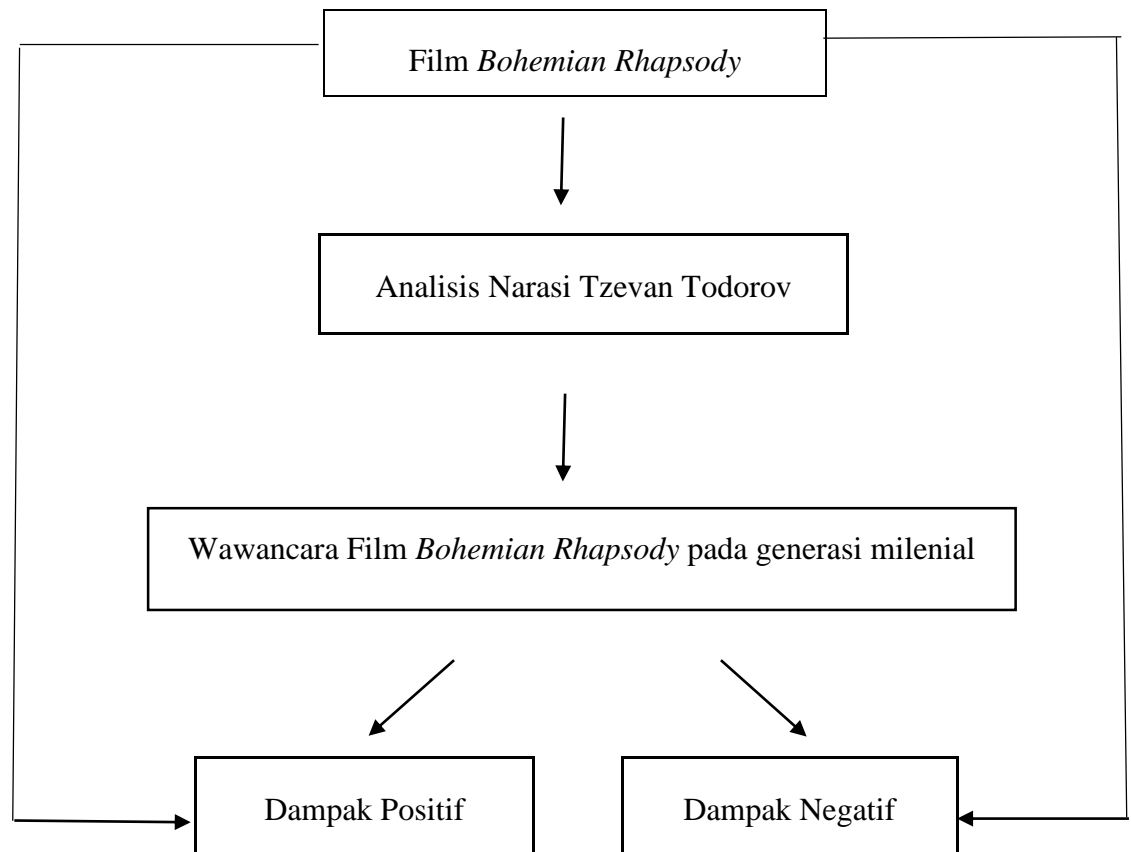 Film Bohemian Rhapsody
Analisis Narasi Tzevan Todorov
Wawancara Film Bohemian Rhapsody pada generasi milenial
Dampak Positif
Dampak Negatif